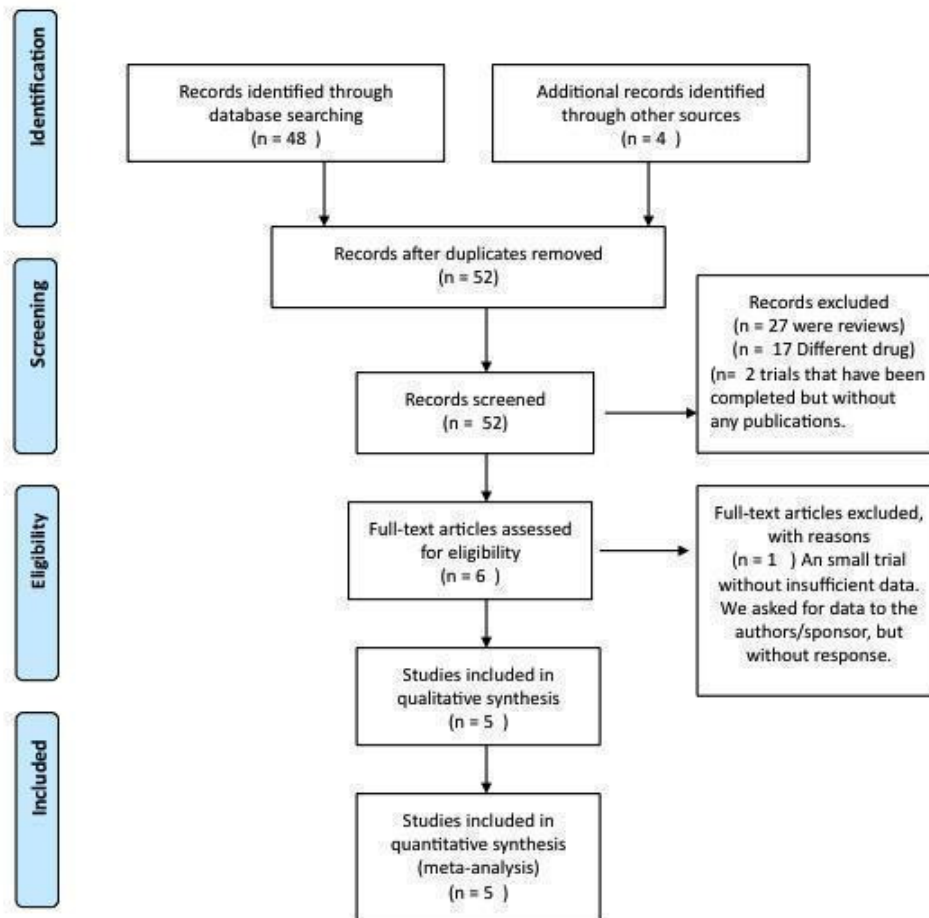 Identification
Records identified through
database searching
(n = 48  )
Additional records identified
through other sources
(n = 4  )
Records after duplicates removed
(n = 52)
Screening
Records excluded
(n = 27 were reviews)
(n =  17 Different drug)
(n=  2 trials that have been
completed but without
any publications.
Records screened
(n =  52)
Eligibility
Full-text articles assessed
for eligibility
(n = 6  )
Full-text articles excluded,
with reasons
(n = 1  ) An small trial
without insufficient data.
We asked for data to the
authors/sponsor, but
without response.
Studies included in
qualitative synthesis
(n = 5  )
Included
Studies included in
quantitative synthesis
(meta-analysis)
(n = 5  )